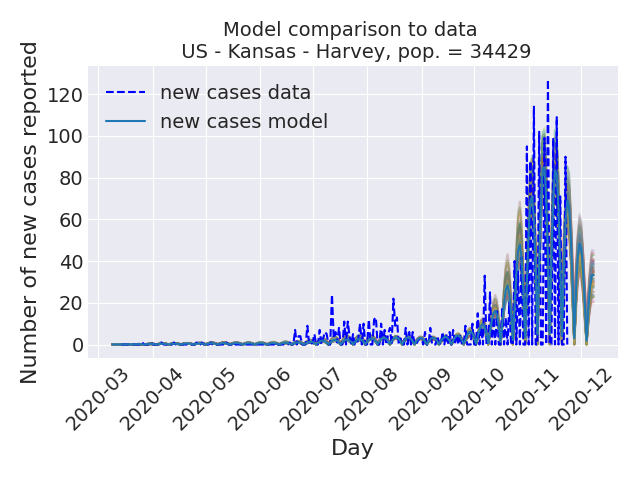 Model comparison to data
US - Kansas - Harvey, pop. = 34429
Number of new cases reported
120
100
80
60
40
20
0
new cases data
new cases model
2020-03
2020-04
2020-05
2020-06
2020-07
2020-08
2020-09
2020-10
2020-11
2020-12
Day